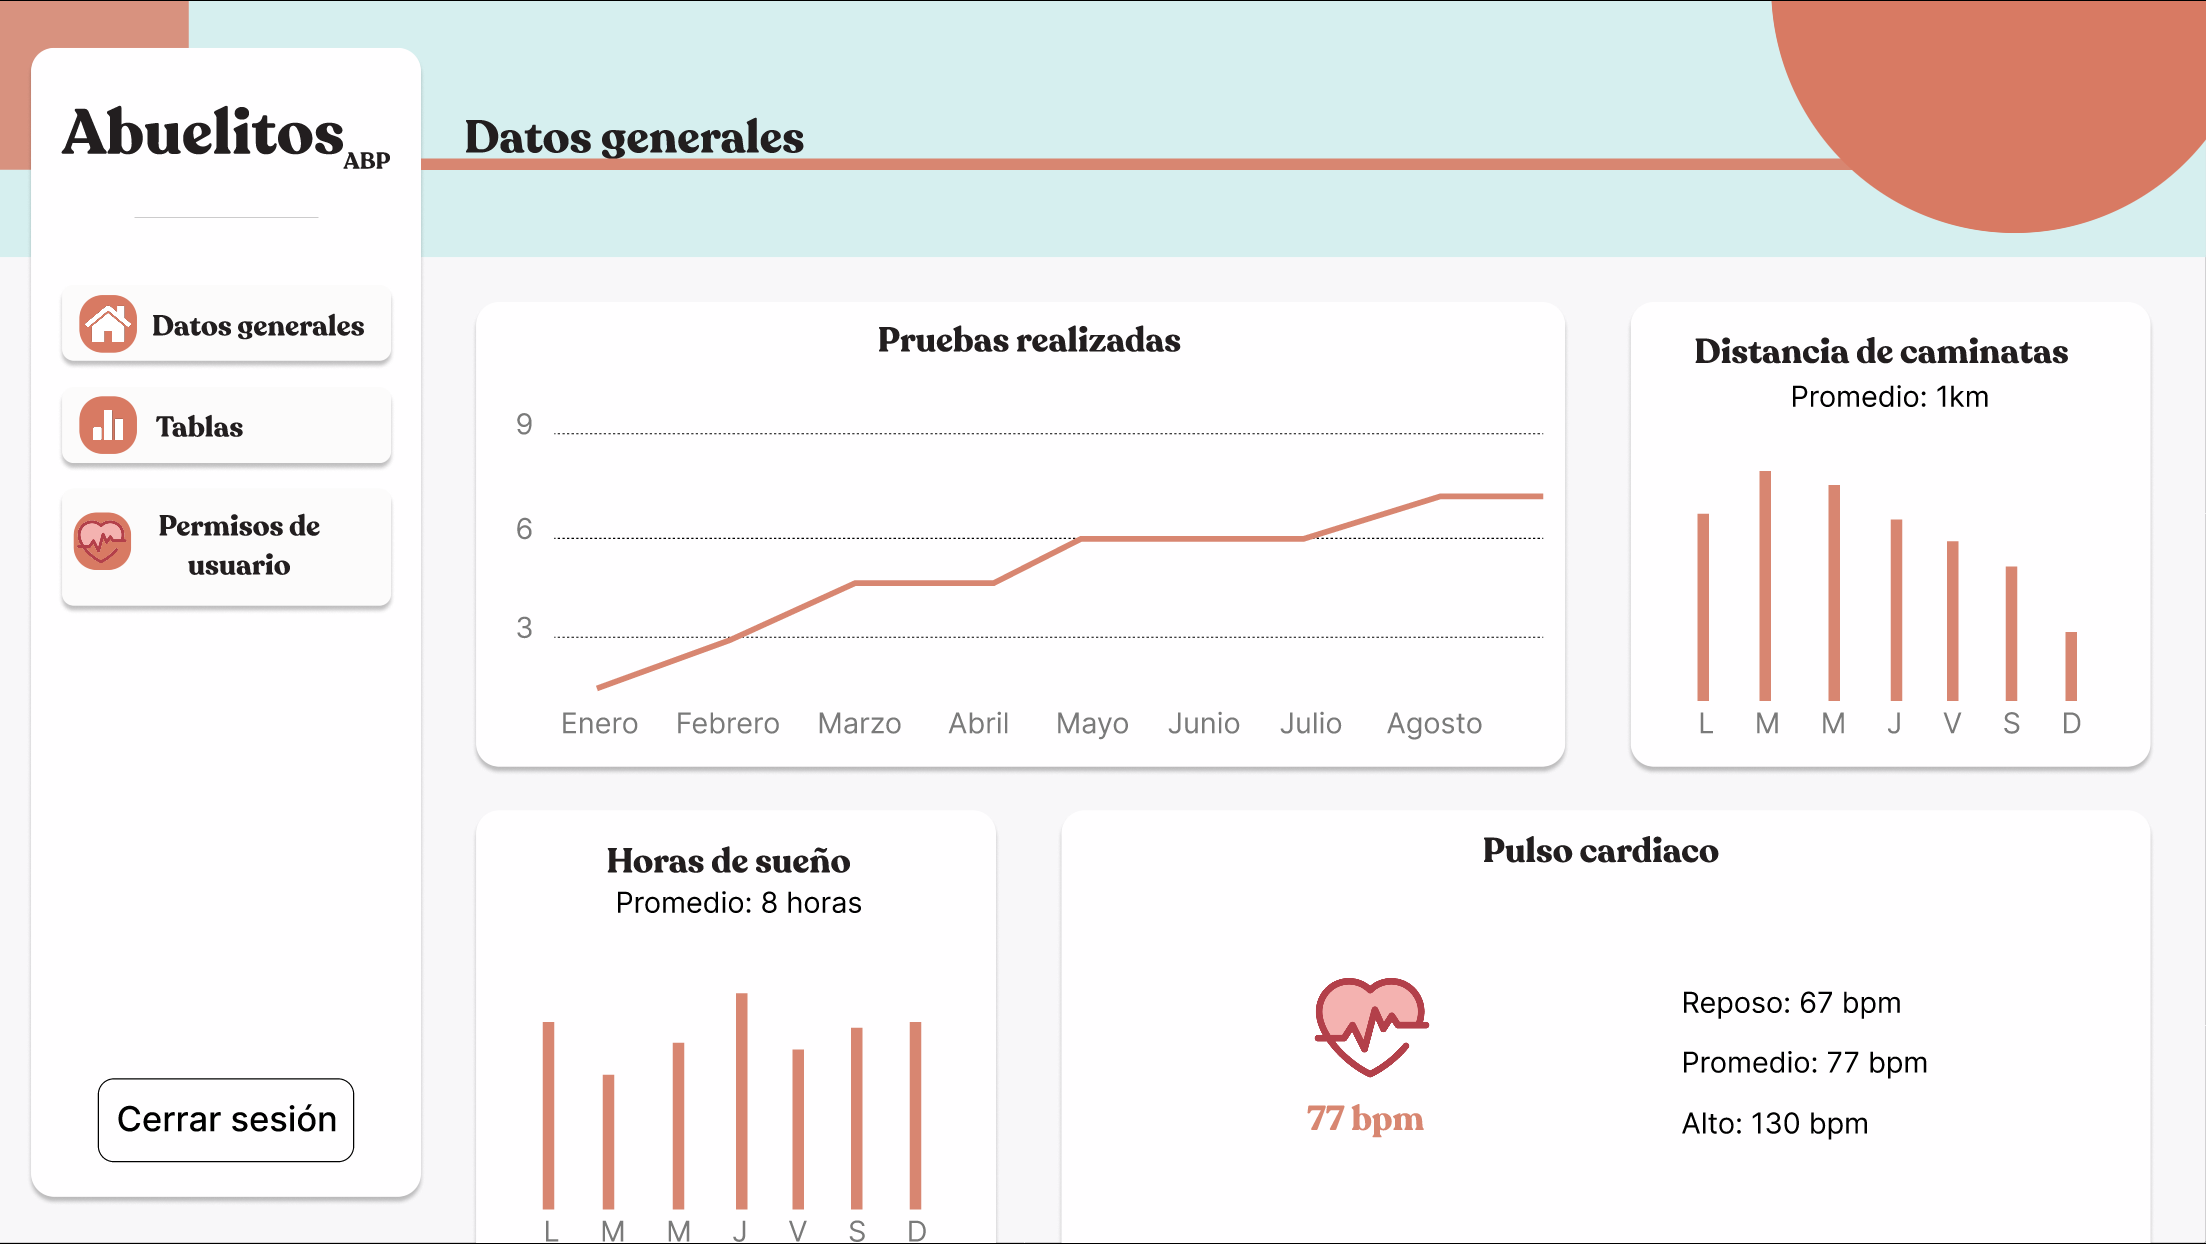 Abuelitos
ABP
Datos generales
Tablas
Permisos de
usuario
Cerrar sesión
Datos generales
Pruebas realizadas
9
6
3
Enero Febrero Marzo Abril Mayo Junio Julio Agosto
Distancia de caminatas
Promedio: 1km
L M M J V S D
Horas de sueño
Promedio: 8 horas
L M M J V S D
Pulso cardiaco
77 bpm
Reposo: 67 bpm
Promedio: 77 bpm
Alto: 130 bpm